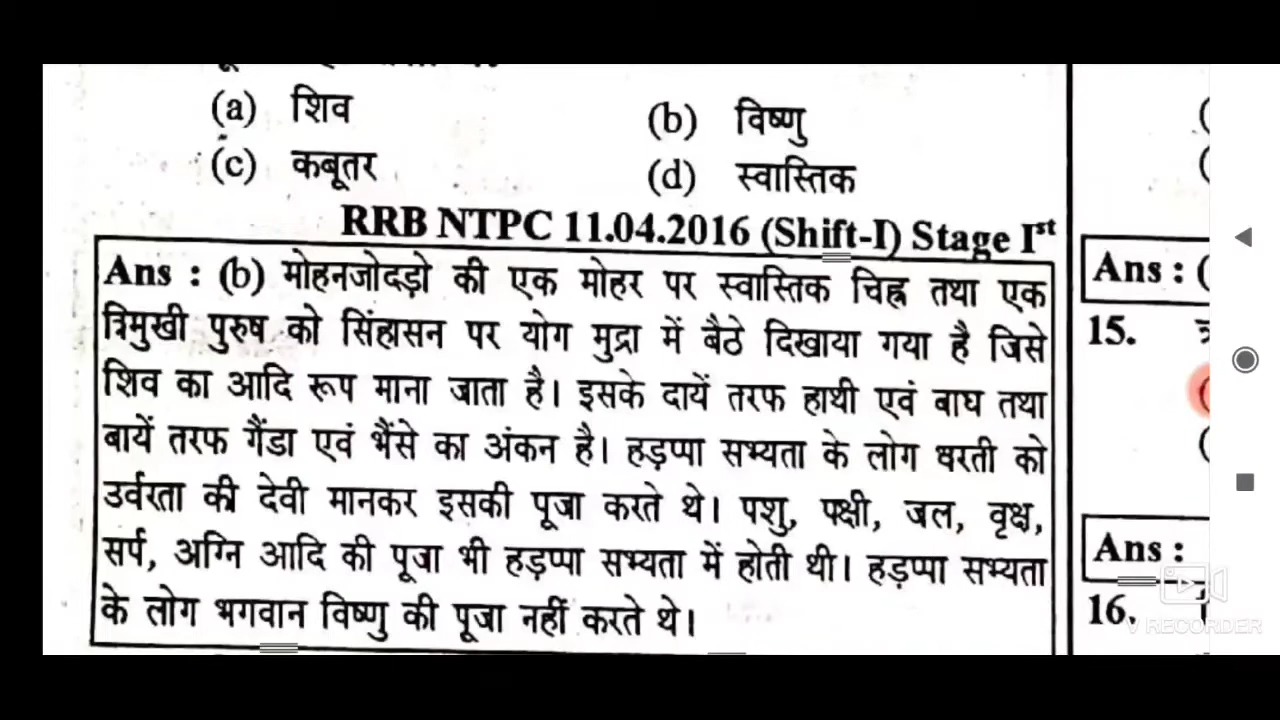 (a) शिव (b) विष्णु
(c) कबूतर (d) स्वास्तिक
RRB NTPC 11.04.2016 (Shift-I) Stage Ist
Ans : (b) मोहनजोदड़ो की एक मोहर पर स्वास्तिक चिह्न तथा एक
त्रिमुखी पुरुष को सिंहासन पर योग मुद्रा में बैठे दिखाया गया है जिसे
शिव का आदि रूप माना जाता है। इसके दायें तरफ हाथी एवं बाघ तथा
बायें तरफ गैंडा एवं भैंसे का अंकन है। हड़प्पा सभ्यता के लोग धरती को
उर्वरता की देवी मानकर इसकी पूजा करते थे। पशु, पक्षी, जल, वृक्ष,
सर्प, अग्नि आदि की पूजा भी हड़प्पा सभ्यता में होती थी। हड़प्पा सभ्यता
के लोग भगवान विष्णु की पूजा नहीं करते थे।
Ans : (
15.
Ans :
16.
V RECORDER